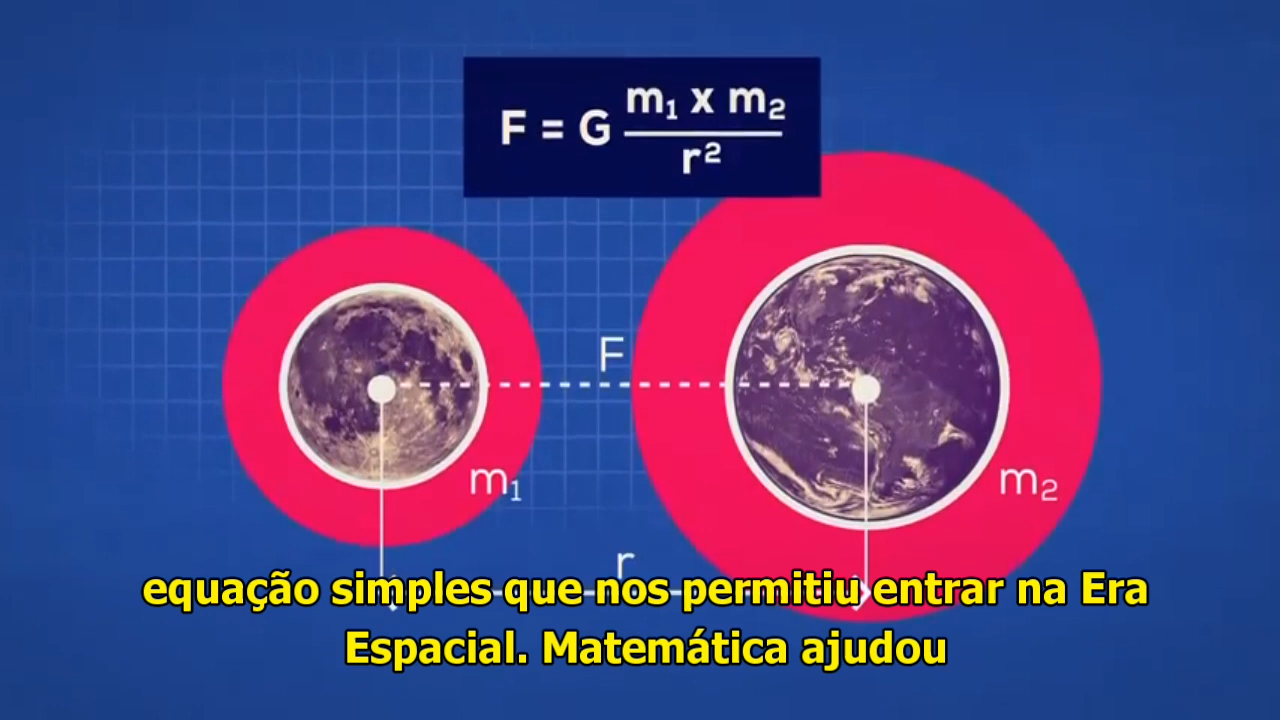 F = G m₁ x m₂ / r²
F
m₁
m₂
r
equação simples que nos permitiu entrar na Era
Espacial. Matemática ajudou